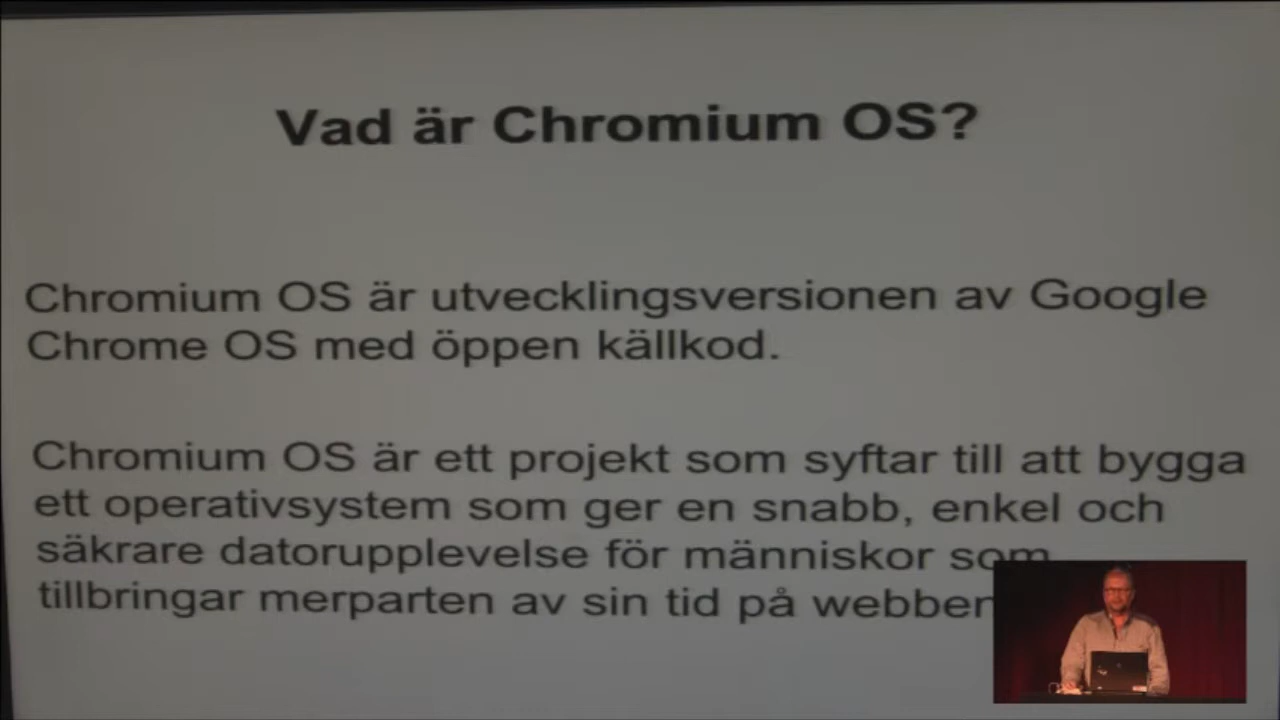 Vad är Chromium OS?
Chromium OS är utvecklingsversionen av Google
Chrome OS med öppen källkod.
Chromium OS är ett projekt som syftar till att bygga
ett operativsystem som ger en snabb, enkel och
säkrare datorupplevelse för människor som
tillbringar merparten av sin tid på webben